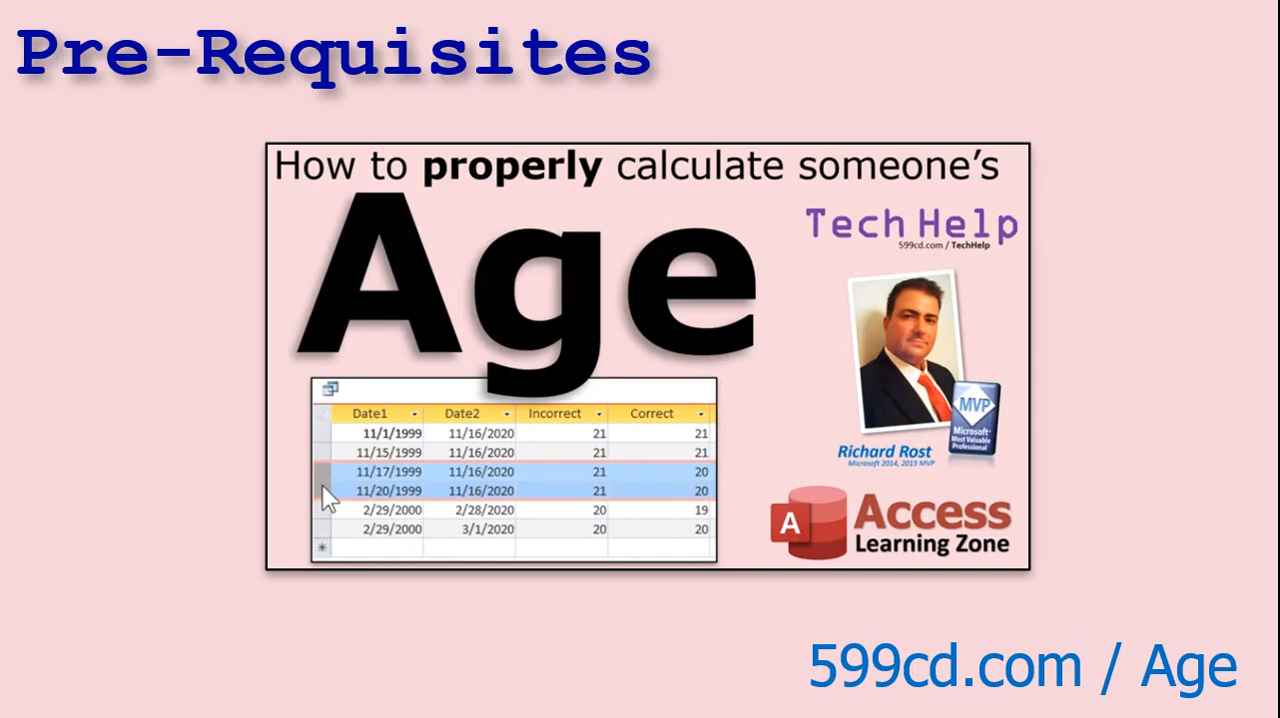 Pre-Requisites
How to properly calculate someone’s
Age
Tech Help
599cd.com / TechHelp
MVP
Microsoft
Most Valuable
Professional
Richard Rost
Microsoft 2014, 2015 MVP
Date1 Date2 Incorrect Correct
11/1/1999 11/16/2020 21 21
11/15/1999 11/16/2020 21 21
11/17/1999 11/16/2020 21 20
11/20/1999 11/16/2020 21 20
2/29/2000 2/28/2020 20 19
2/29/2000 3/1/2020 20 20
A Access
Learning Zone
599cd.com / Age